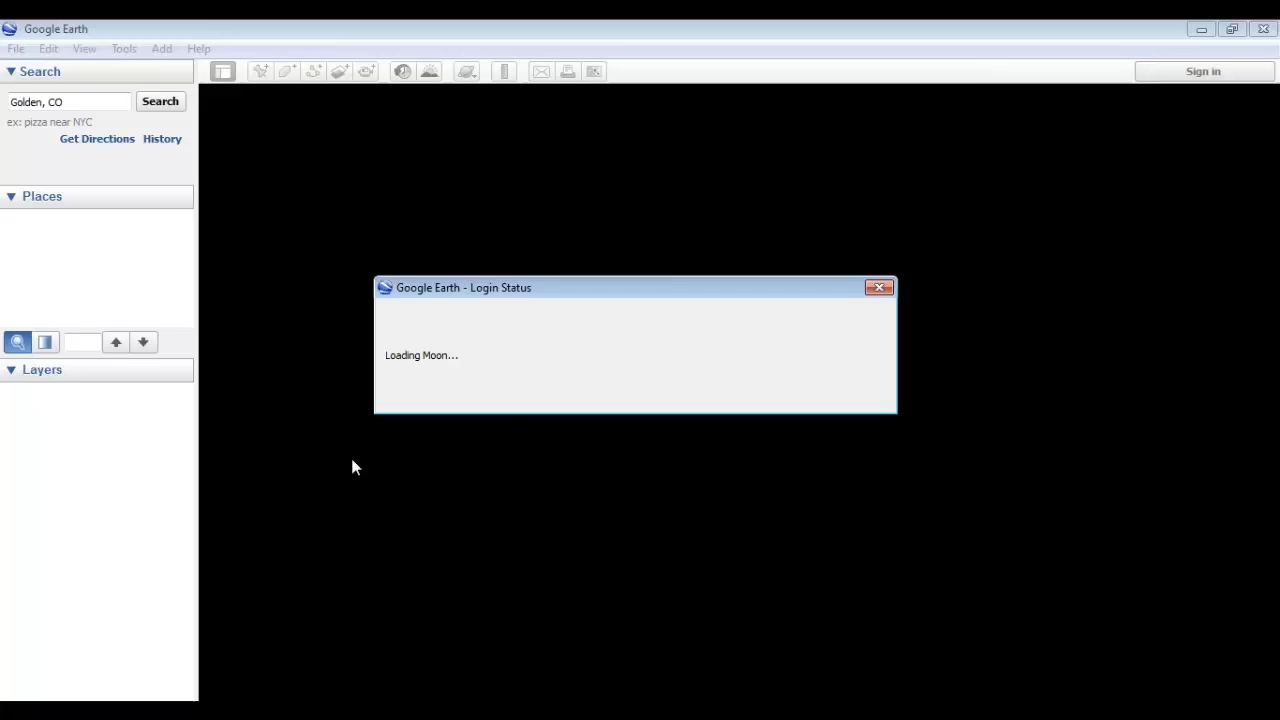 Google Earth
File Edit View Tools Add Help
Search
Sign in
Golden, CO
Search
ex: pizza near NYC
Get Directions History
Places
Google Earth - Login Status
Loading Moon...
Layers